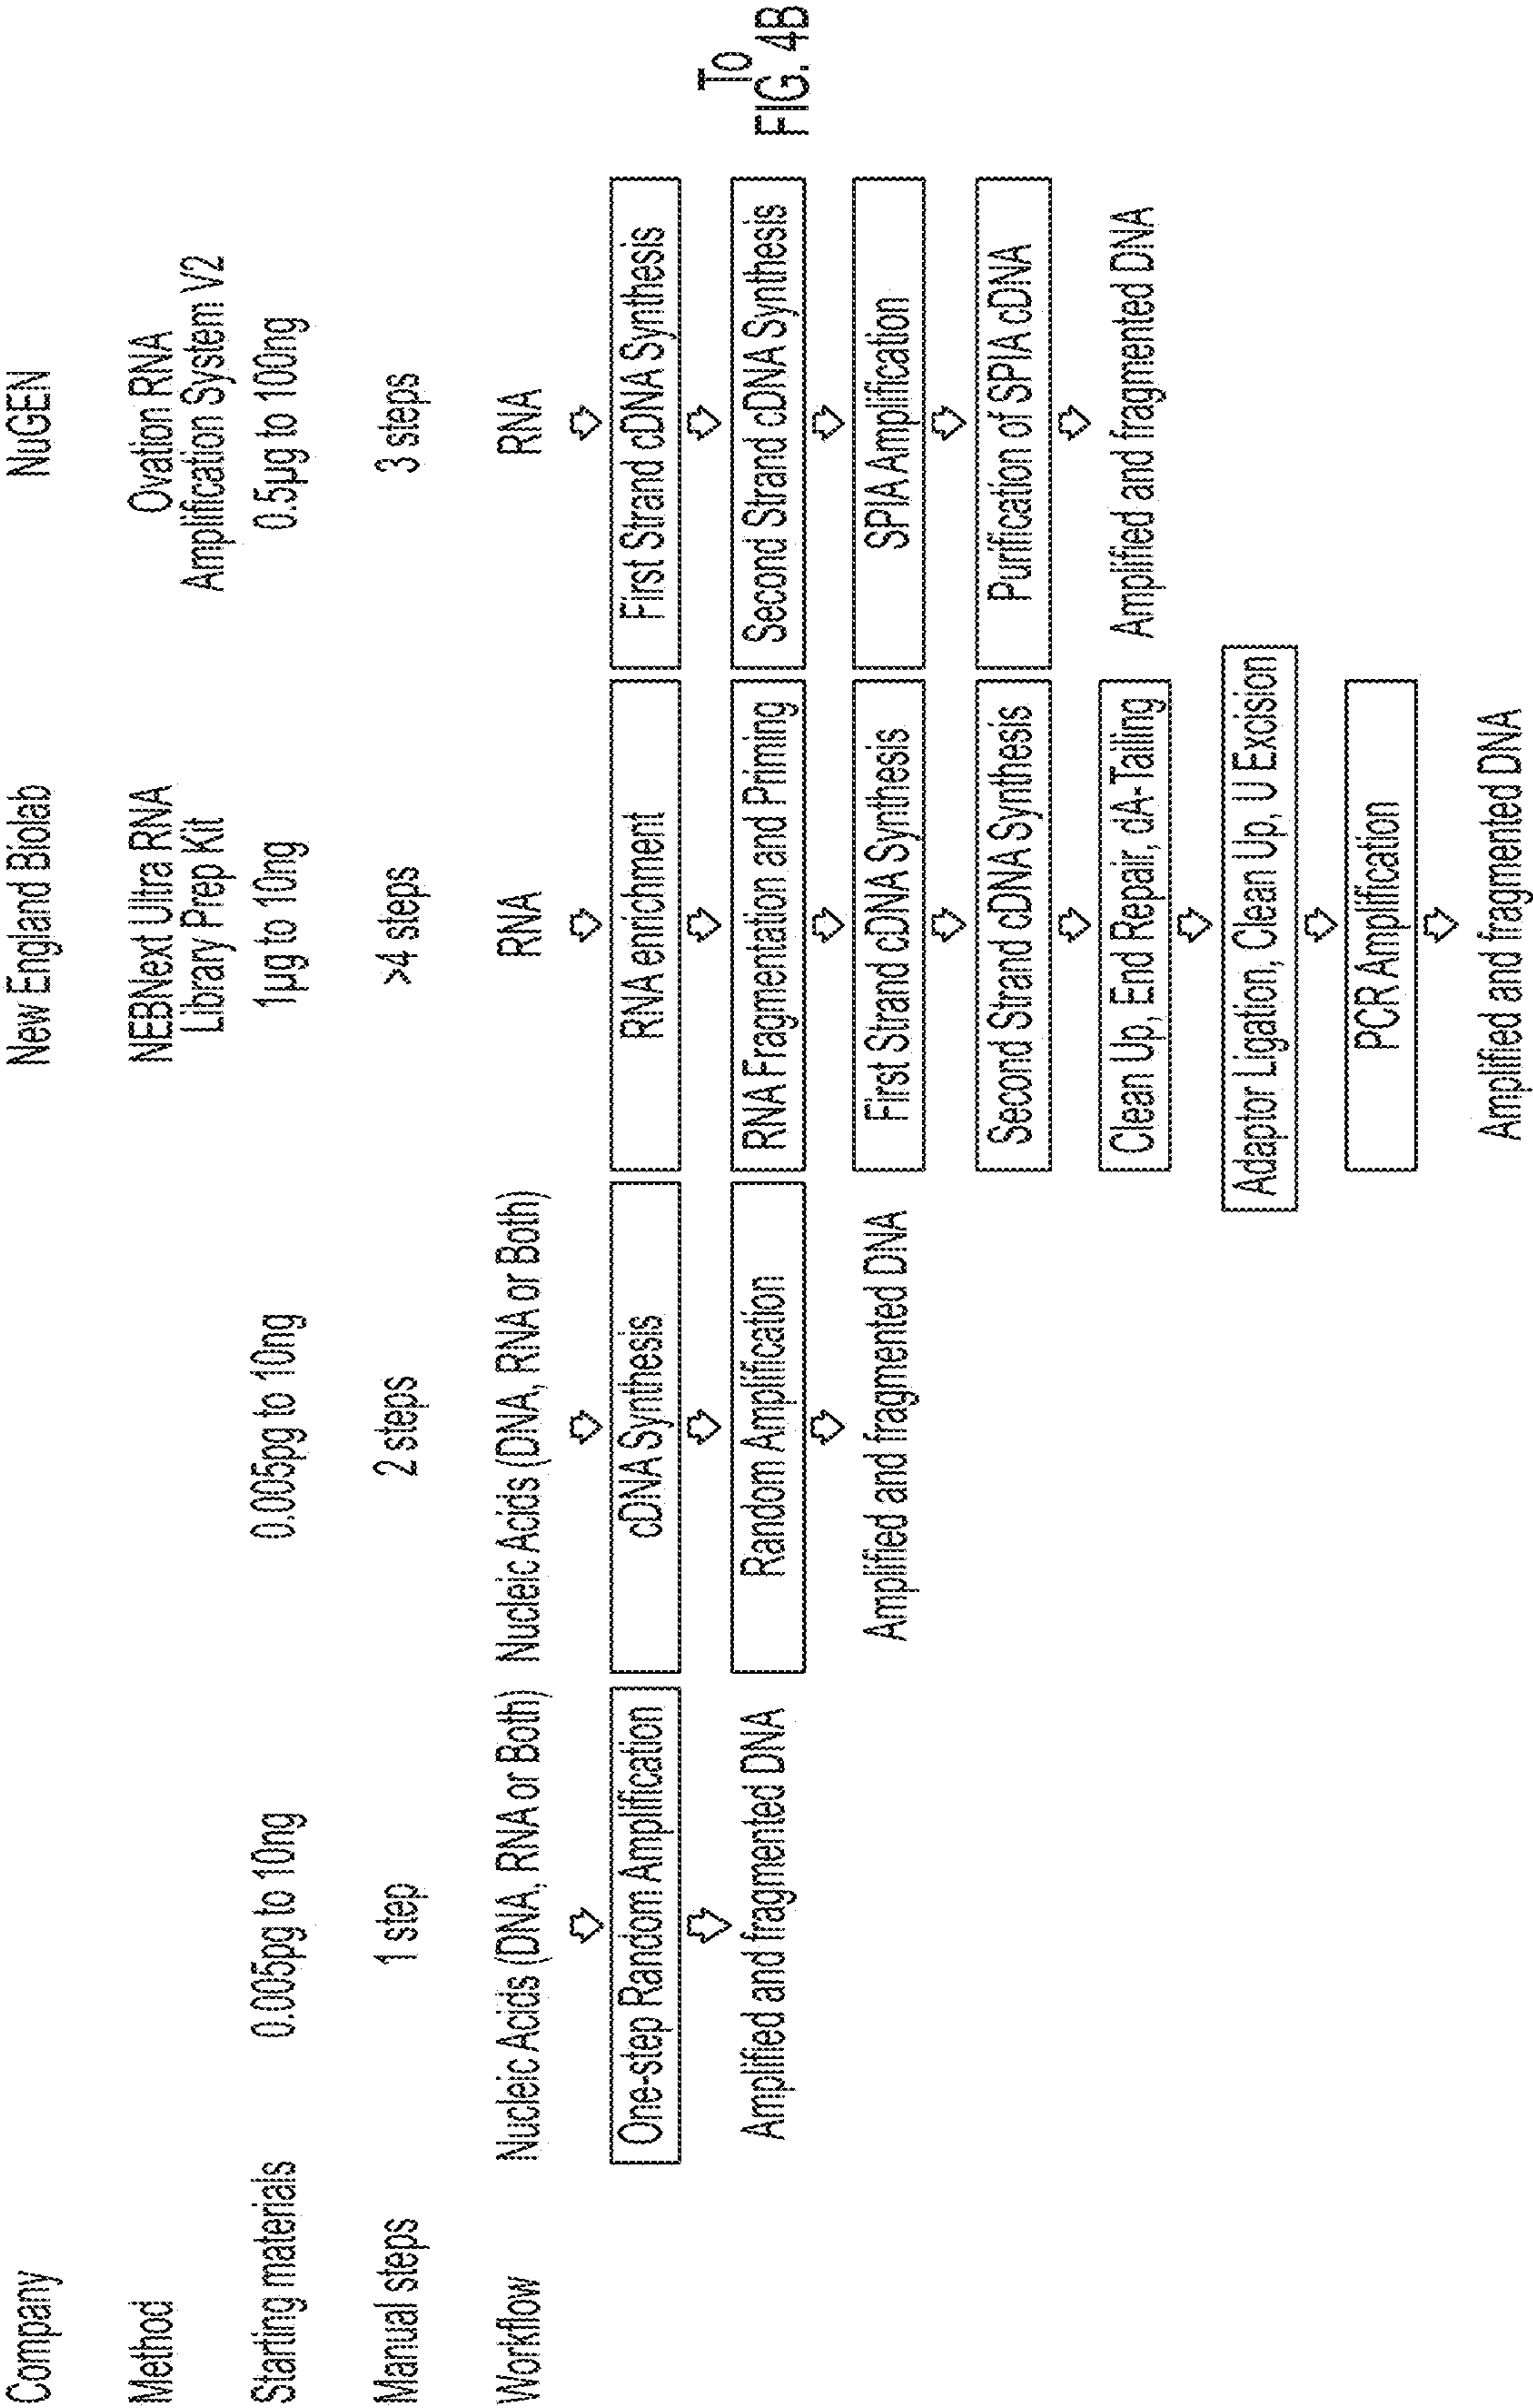 Company
New England Biolab
NuGEN
Method
NEBNext Ultra RNA
Library Prep Kit
Ovation RNA
Amplification System V2
Starting materials
0.005pg to 10ng
0.005pg to 10ng
1µg to 10ng
0.5µg to 100ng
Manual steps
1 step
2 steps
>4 steps
3 steps
Workflow
Nucleic Acids (DNA, RNA or Both)
One-step Random Amplification
Amplified and fragmented DNA
Nucleic Acids (DNA, RNA or Both)
cDNA Synthesis
Random Amplification
Amplified and fragmented DNA
RNA
RNA enrichment
RNA Fragmentation and Priming
First Strand cDNA Synthesis
Second Strand cDNA Synthesis
Clean Up, End Repair, dA-Tailing
Adaptor Ligation, Clean Up, U Excision
PCR Amplification
Amplified and fragmented DNA
RNA
First Strand cDNA Synthesis
Second Strand cDNA Synthesis
SPIA Amplification
Purification of SPIA cDNA
Amplified and fragmented DNA
TO
FIG. 4B